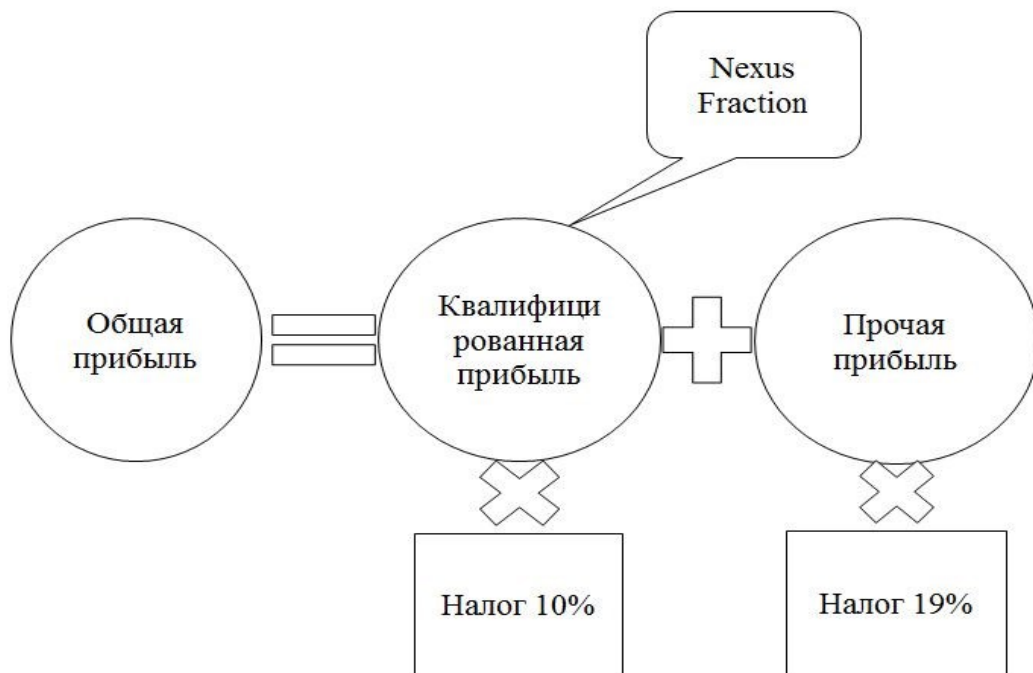 Nexus
Fraction
Общая
прибыль
Квалифици
рованная
прибыль
Прочая
прибыль
Налог 10%
Налог 19%